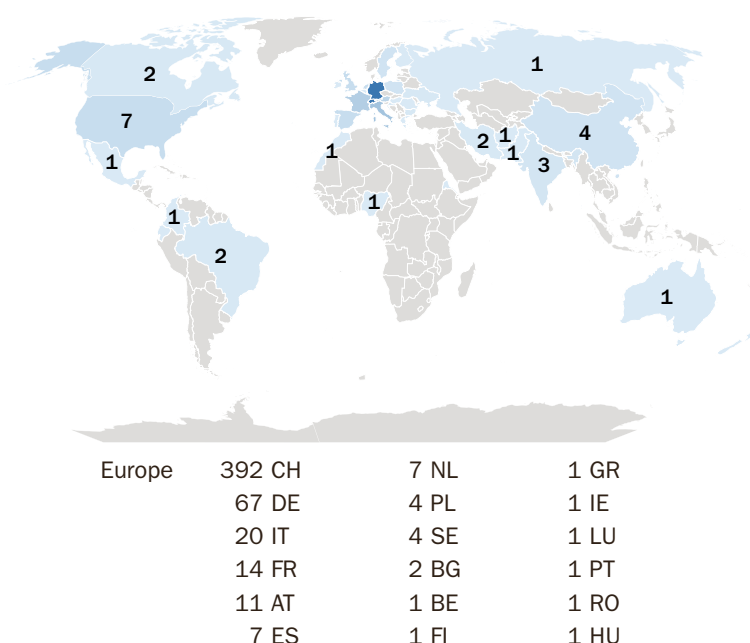 1
2
7
1
2
1
4
1
1
3
1
1
1
2
1
Europe 392 CH 7 NL 1 GR
67 DE 4 PL 1 IE
20 IT 4 SE 1 LU
14 FR 2 BG 1 PT
11 AT 1 BE 1 RO
7 ES 1 FI 1 HU